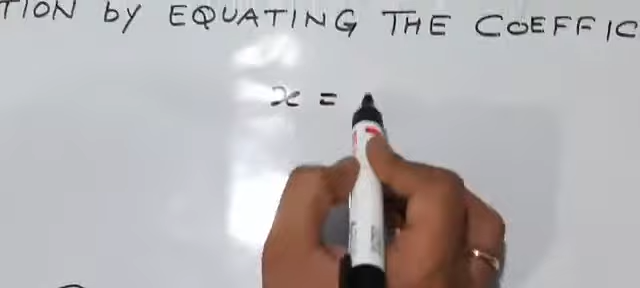 TION by EQUATING THE COEFFIC
x =